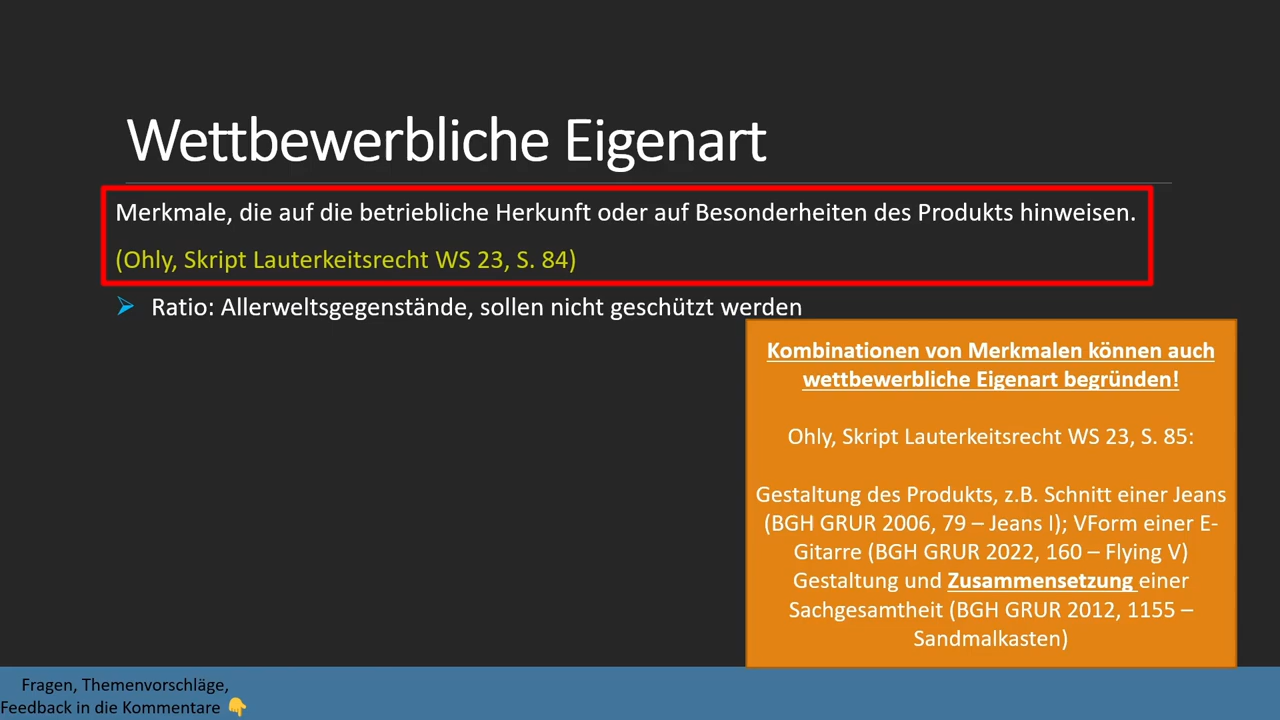 Wettbewerbliche Eigenart
Merkmale, die auf die betriebliche Herkunft oder auf Besonderheiten des Produkts hinweisen.
(Ohly, Skript Lauterkeitsrecht WS 23, S. 84)
Ratio: Allerweltsgegenstände, sollen nicht geschützt werden
Kombinationen von Merkmalen können auch
wettbewerbliche Eigenart begründen!
Ohly, Skript Lauterkeitsrecht WS 23, S. 85:
Gestaltung des Produkts, z.B. Schnitt einer Jeans
(BGH GRUR 2006, 79 – Jeans I); VForm einer E-
Gitarre (BGH GRUR 2022, 160 – Flying V)
Gestaltung und Zusammensetzung einer
Sachgesamtheit (BGH GRUR 2012, 1155 –
Sandmalkasten)
Fragen, Themenvorschläge,
Feedback in die Kommentare 👇